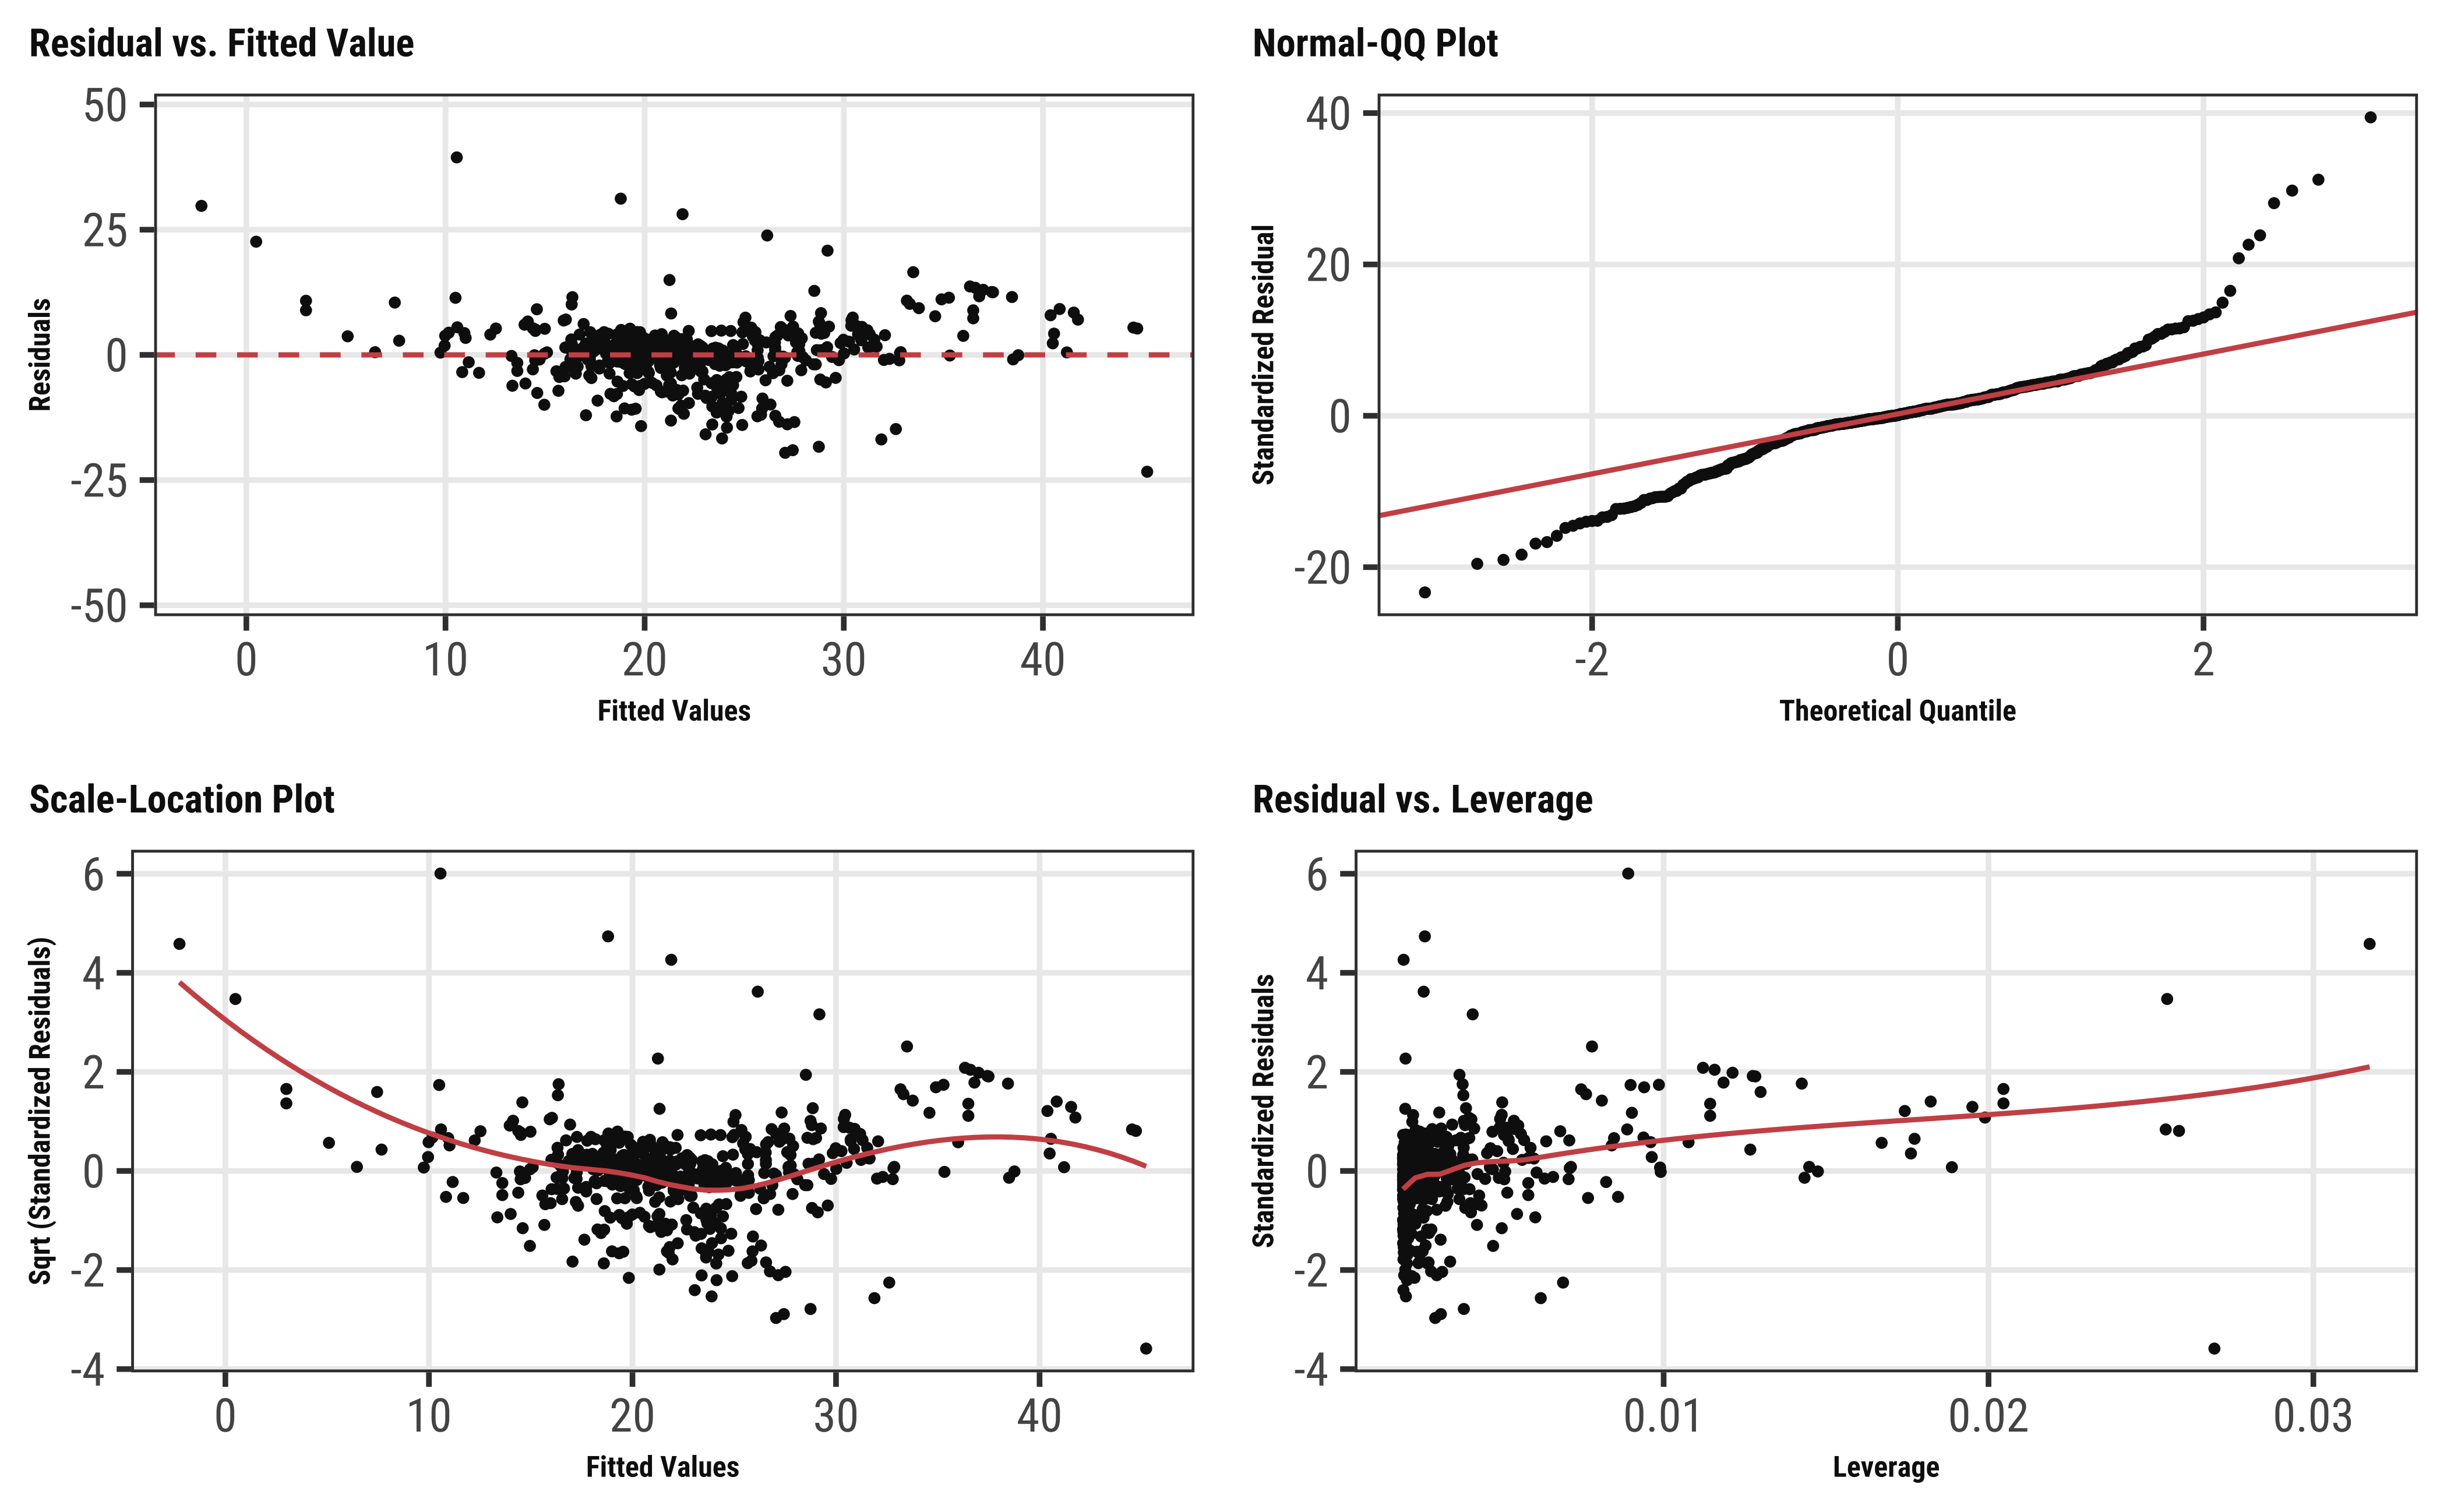 Residual vs. Fitted Value
50
25
0
-25
-50
Residuals
0 10 20 30 40
Fitted Values
Normal-QQ Plot
40
20
0
-20
Standardized Residual
-2 0 2
Theoretical Quantile
Scale-Location Plot
6
4
2
0
-2
-4
Sqrt (Standardized Residuals)
0 10 20 30 40
Fitted Values
Residual vs. Leverage
6
4
2
0
-2
-4
Standardized Residuals
0.01 0.02 0.03
Leverage